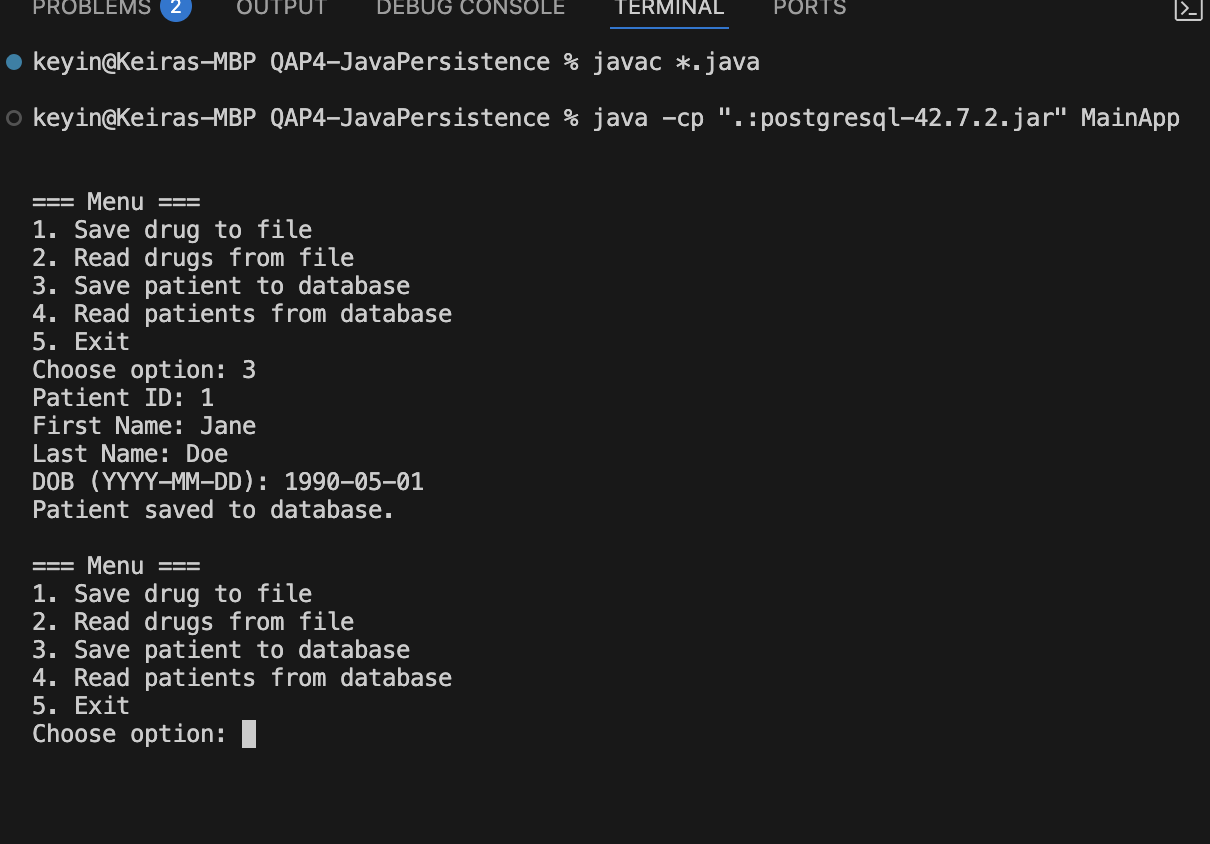 PROBLEMS 2 OUTPUT DEBUG CONSOLE TERMINAL PORTS
keyin@Keiras-MBP QAP4-JavaPersistence % javac *.java
keyin@Keiras-MBP QAP4-JavaPersistence % java -cp ".:postgresql-42.7.2.jar" MainApp
=== Menu ===
1. Save drug to file
2. Read drugs from file
3. Save patient to database
4. Read patients from database
5. Exit
Choose option: 3
Patient ID: 1
First Name: Jane
Last Name: Doe
DOB (YYYY-MM-DD): 1990-05-01
Patient saved to database.
=== Menu ===
1. Save drug to file
2. Read drugs from file
3. Save patient to database
4. Read patients from database
5. Exit
Choose option: